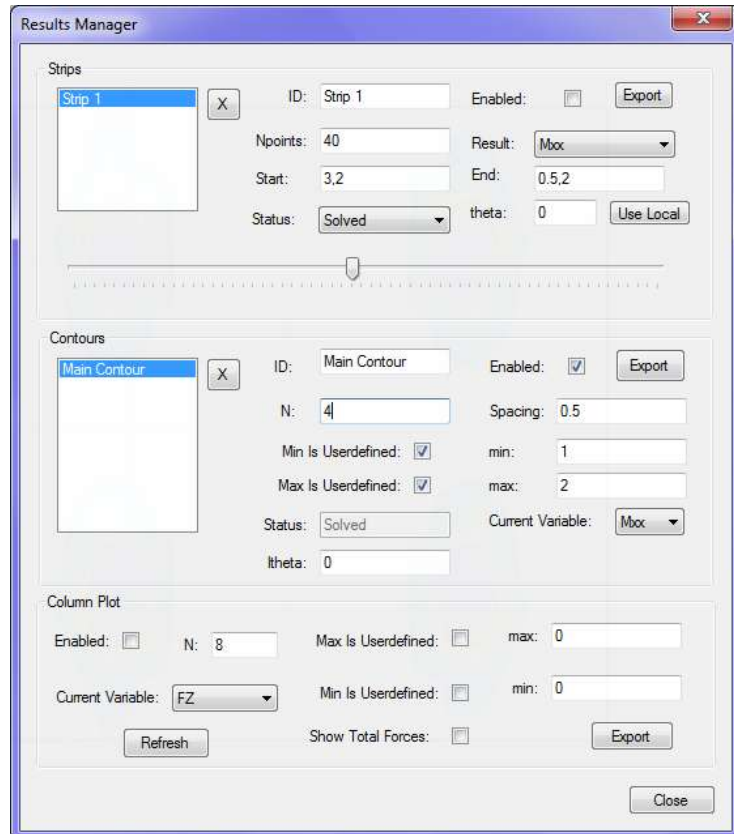 Results Manager
X
Strips
Strip 1
X
ID: Strip 1
Enabled:
Export
Npoints: 40
Result: Mxx
Start: 3,2
End: 0.5,2
Status: Solved
theta: 0
Use Local
Contours
Main Contour
X
ID: Main Contour
Enabled:
Export
N: 4
Spacing: 0.5
Min Is Userdefined:
min: 1
Max Is Userdefined:
max: 2
Status: Solved
Current Variable: Mxx
ltheta: 0
Column Plot
Enabled:
N: 8
Max Is Userdefined:
max: 0
Current Variable: FZ
Min Is Userdefined:
min: 0
Refresh
Show Total Forces:
Export
Close